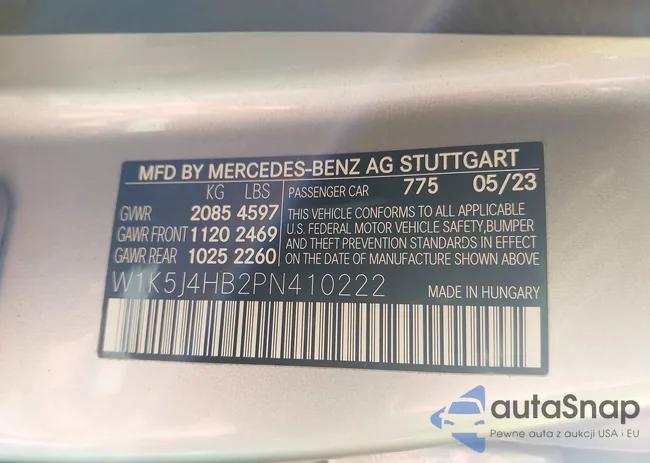 MFD BY MERCEDES-BENZ AG STUTTGART
KG LBS
GVWR 2085 4597
GAWR FRONT 1120 2469
GAWR REAR 1025 2260
PASSENGER CAR 775 05/23
THIS VEHICLE CONFORMS TO ALL APPLICABLE
U.S. FEDERAL MOTOR VEHICLE SAFETY,BUMPER
AND THEFT PREVENTION STANDARDS IN EFFECT
ON THE DATE OF MANUFACTURE SHOWN ABOVE.
W1K5J4HB2PN410222
MADE IN HUNGARY
autaSnap
Pewne auta z aukcji USA i EU